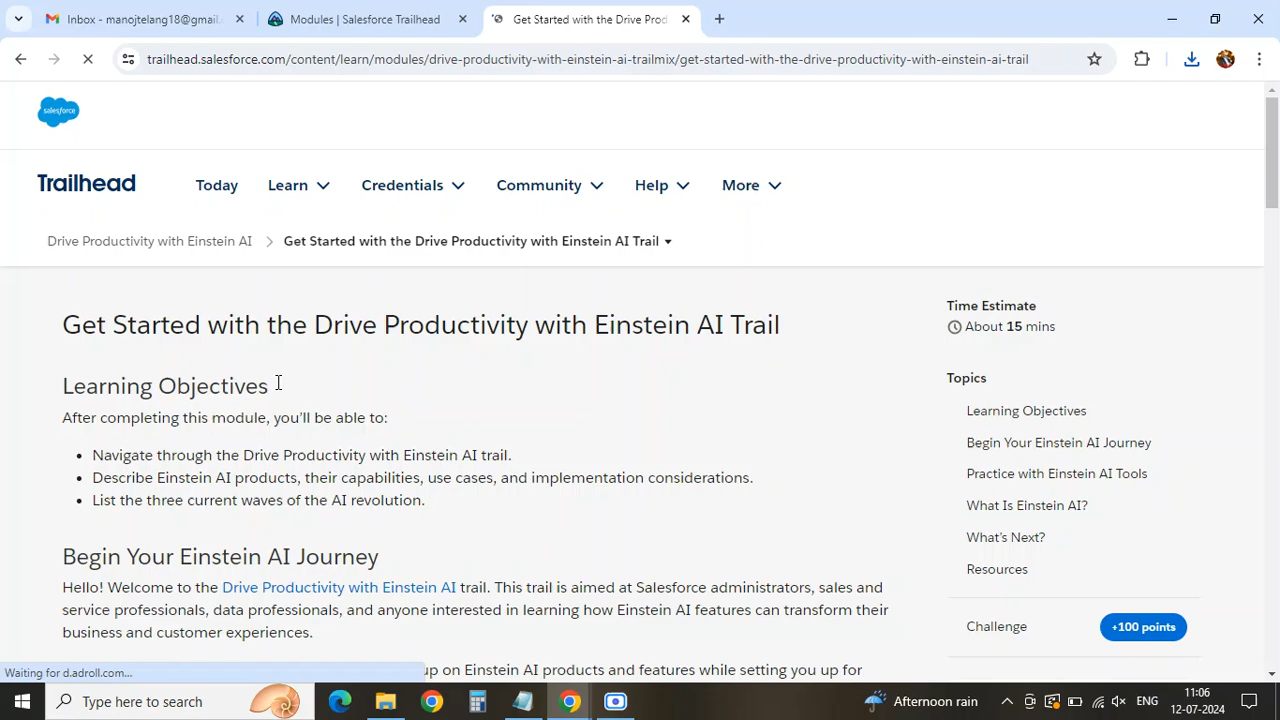 Inbox - manojtelang18@gmail.
Modules | Salesforce Trailhead
Get Started with the Drive Prod
trailhead.salesforce.com/content/learn/modules/drive-productivity-with-einstein-ai-trailmix/get-started-with-the-drive-productivity-with-einstein-ai-trail
salesforce
Trailhead
Today
Learn
Credentials
Community
Help
More
Drive Productivity with Einstein AI
Get Started with the Drive Productivity with Einstein AI Trail
Get Started with the Drive Productivity with Einstein AI Trail
Learning Objectives
After completing this module, you’ll be able to:
• Navigate through the Drive Productivity with Einstein AI trail.
• Describe Einstein AI products, their capabilities, use cases, and implementation considerations.
• List the three current waves of the AI revolution.
Begin Your Einstein AI Journey
Hello! Welcome to the Drive Productivity with Einstein AI trail. This trail is aimed at Salesforce administrators, sales and
service professionals, data professionals, and anyone interested in learning how Einstein AI features can transform their
business and customer experiences.
up on Einstein AI products and features while setting you up for
Time Estimate
About 15 mins
Topics
Learning Objectives
Begin Your Einstein AI Journey
Practice with Einstein AI Tools
What Is Einstein AI?
What’s Next?
Resources
Challenge
+100 points
Waiting for d.adroll.com...
Type here to search
Afternoon rain
ENG
11:06
12-07-2024